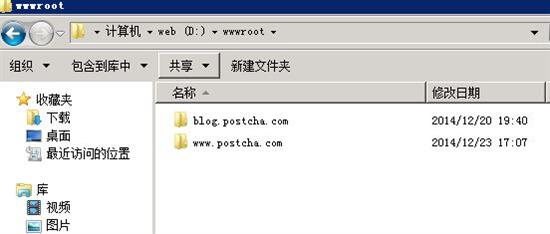 wwwroot
计算机 web (D:) wwwroot
组织 包含到库中 共享 新建文件夹
收藏夹 名称 修改日期
下载 blog.postcha.com 2014/12/20 19:40
桌面 www.postcha.com 2014/12/23 17:07
最近访问的位置
库
视频
图片